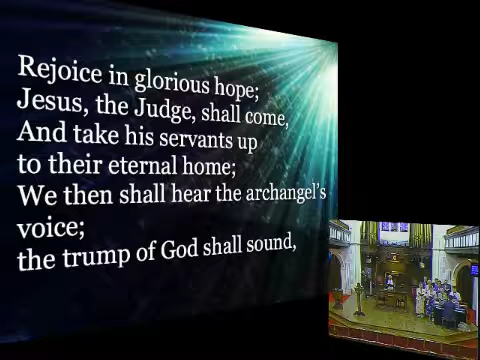 Rejoice in glorious hope;
Jesus, the Judge, shall come,
And take his servants up
to their eternal home;
We then shall hear the archangel's
voice;
the trump of God shall sound,